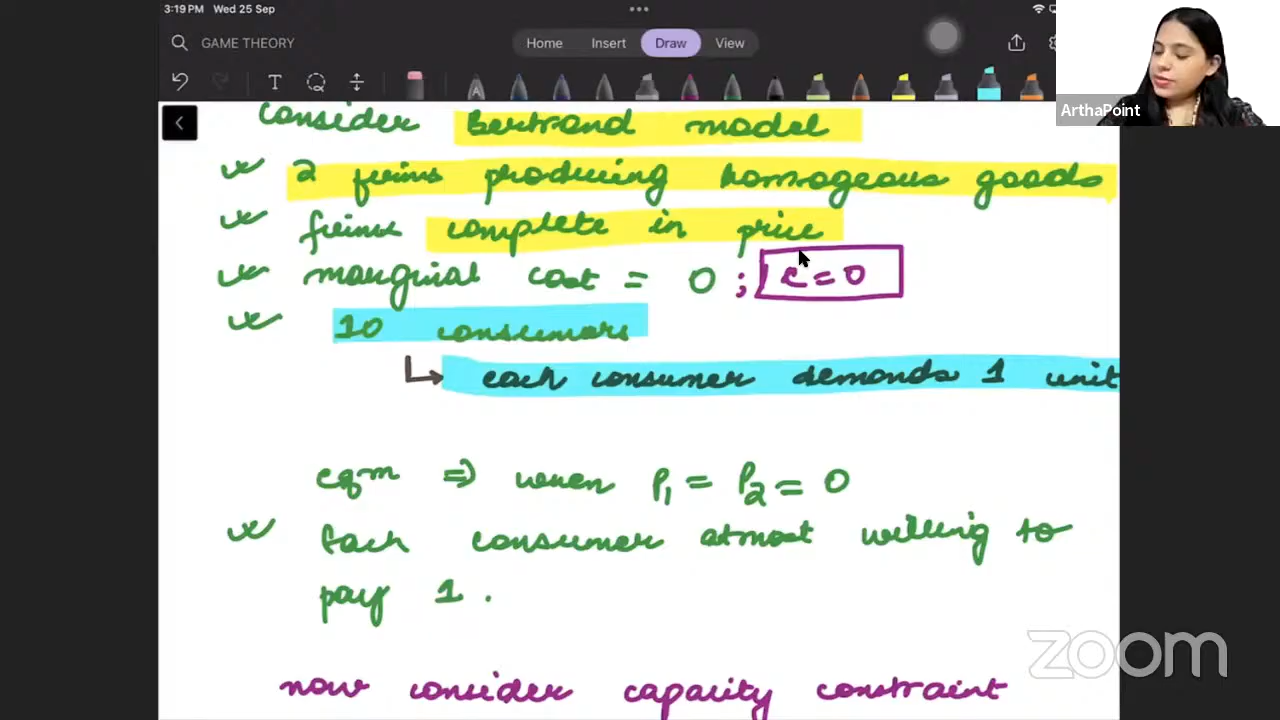 3:19 PM Wed 25 Sep
GAME THEORY
Home Insert Draw View
T
A
ArthaPoint
Consider Bertrand model
2 firms producing homogeous goods
firms complete in price
marginal cost = 0 ; c = 0
10 consumers
↳ each consumer demands 1 unit
eqm ⇒ when P₁ = P₂ = 0
Each consumer atmost willing to
pay 1 .
now consider capacity constraint
zoom